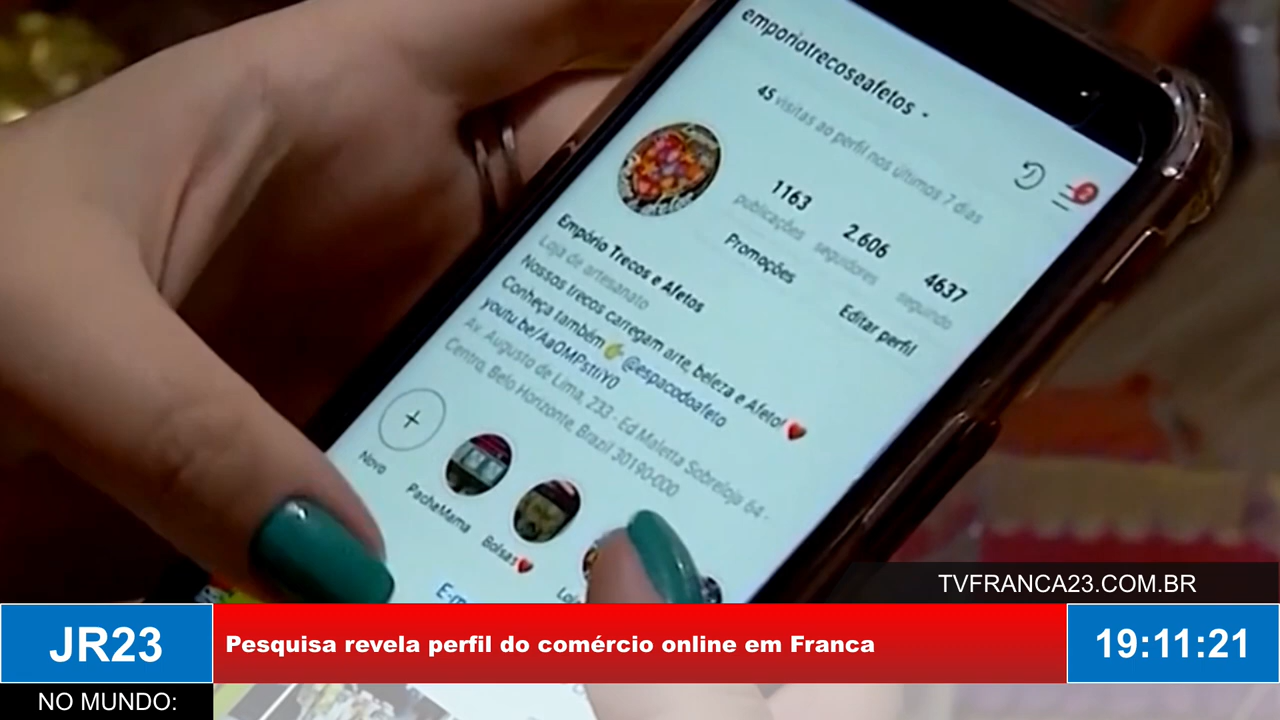 emporiotrecoseafetos
45 visitas ao perfil nos últimos 7 dias
2
1163 2.606 4637
publicações seguidores seguindo
Promoções Editar perfil
Empório Trecos e Afetos
Loja de artesanato
Nossos trecos carregam arte, beleza e Afeto!
Conheça também @espacodoafeto
youtu.be/AaOMPstiiY0
Av. Augusto de Lima, 233 - Ed Maletta Sobreloja 64 -
Centro, Belo Horizonte, Brazil 30190-000
Novo PachaMama Bolsas
TVFRANCA23.COM.BR
JR23 Pesquisa revela perfil do comércio online em Franca 19:11:21
NO MUNDO: